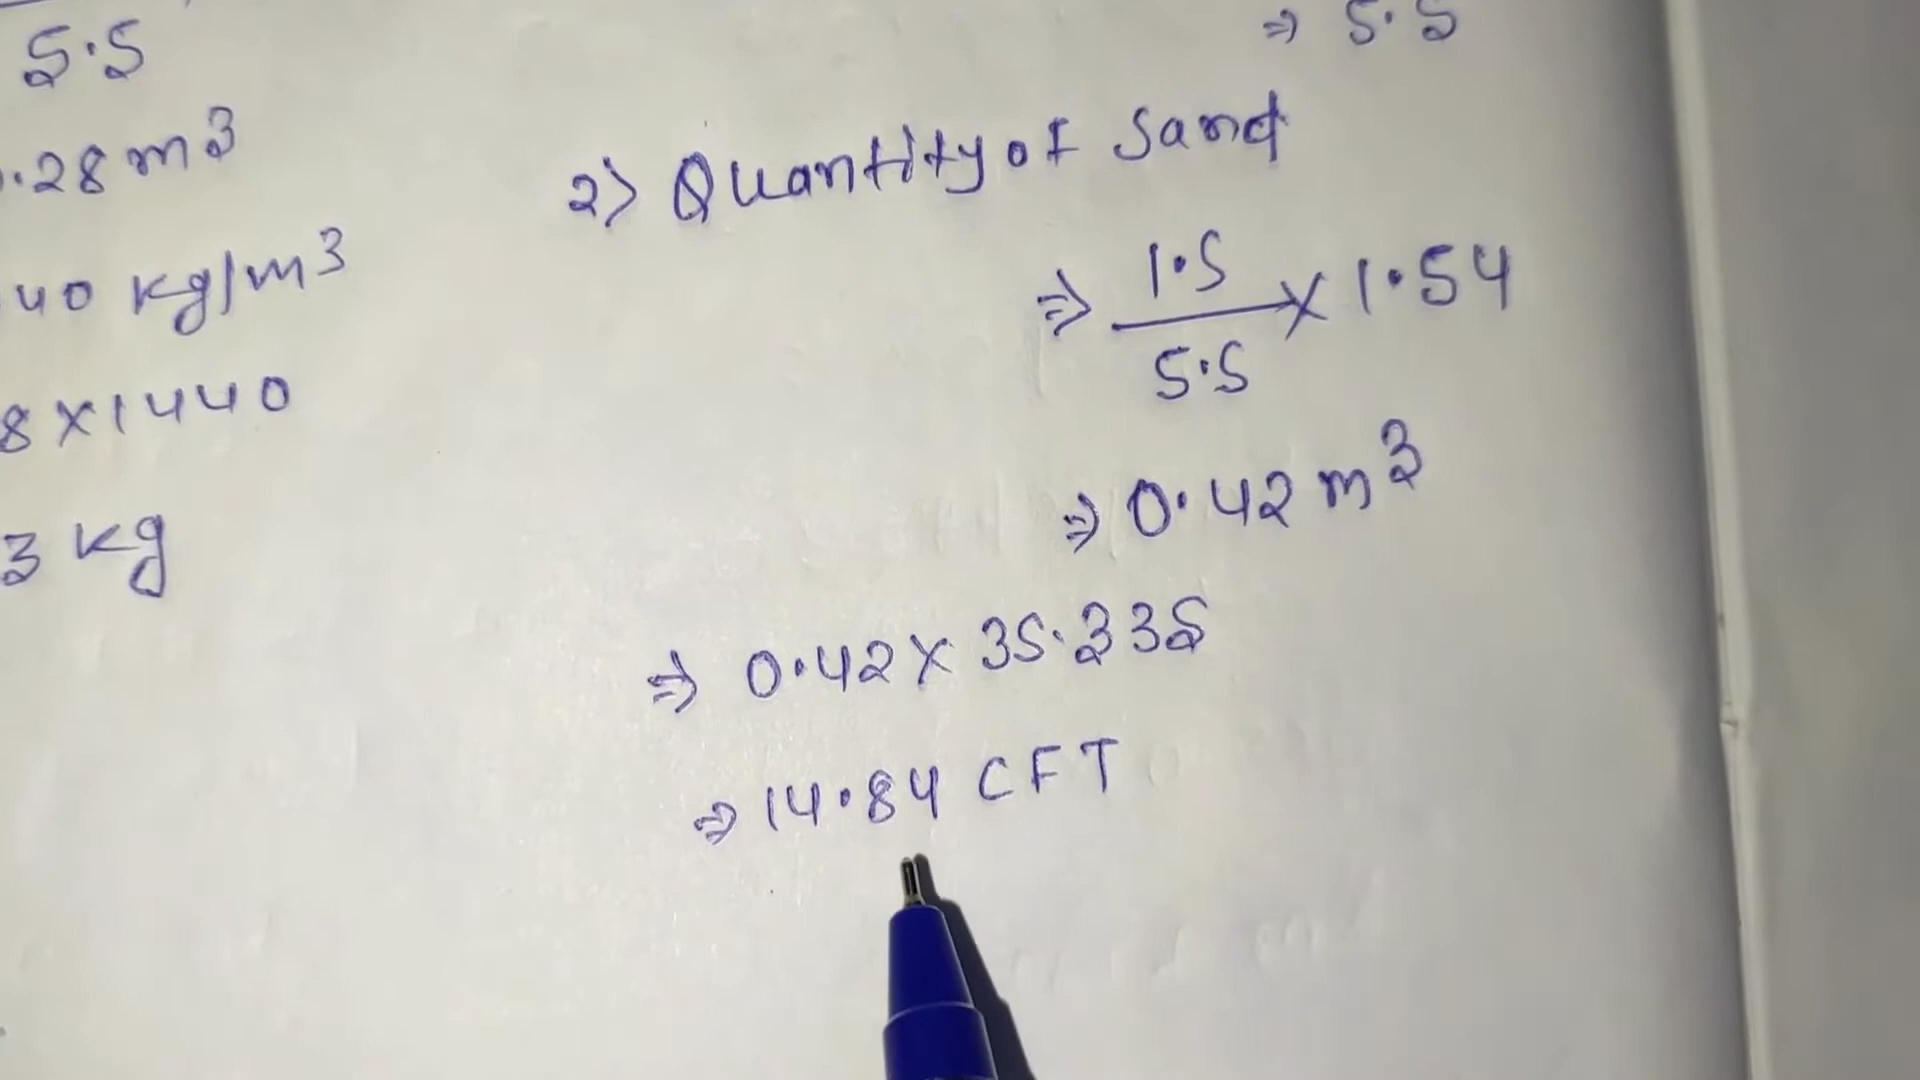 5.5
.28 m3
40 kg/m3
8 X 1440
3 kg
⇒ 5.5
2> Quantity of Sand
⇒ 1.5
5.5 X 1.54
⇒ 0.42 m3
⇒ 0.42 X 35.335
⇒ 14.84 CFT